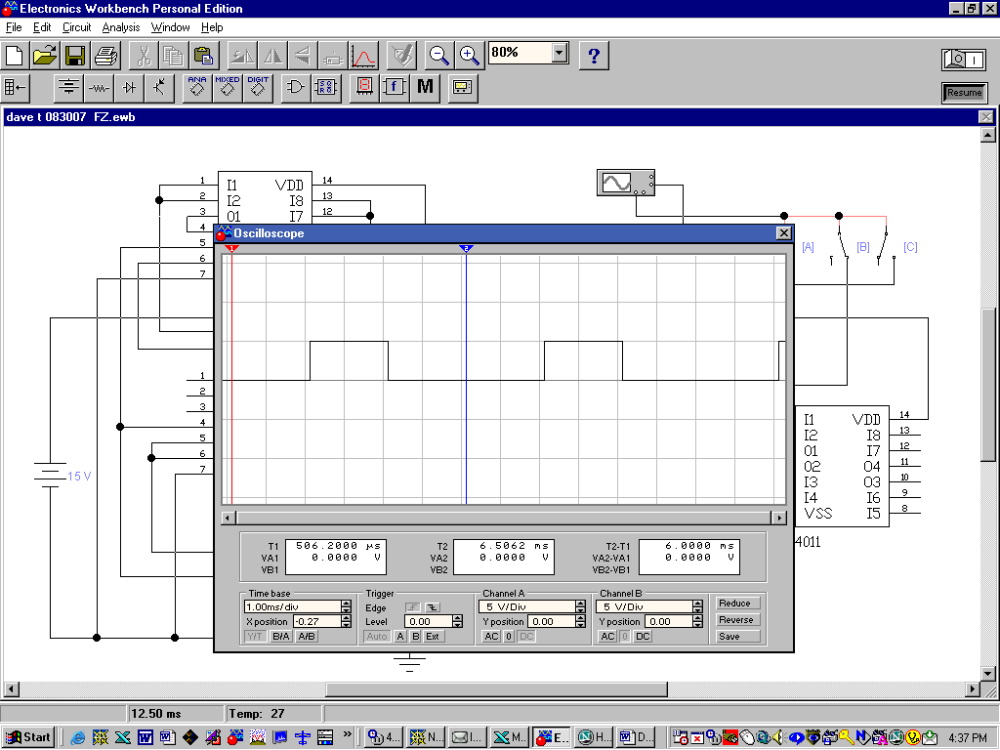 Electronics Workbench Personal Edition
File Edit Circuit Analysis Window Help
80% ?
ANA MIXED DIGIT M Resume
dave t 083007 FZ.ewb
1 I1 VDD 14
2 I2 I8 13
3 O1 I7 12
4
Oscilloscope
5
6
7
[A] [B] [C]
1 2
1
2
3
4
5
6
7
15 V
I1 VDD 14
I2 I8 13
O1 I7 12
O2 O4 11
I3 O3 10
I4 I6 9
VSS I5 8
4011
T1 506.2000 µs T2 6.5062 ms T2-T1 6.0000 ms
VA1 0.0000 V VA2 0.0000 V VA2-VA1 0.0000 V
VB1 VB2 VB2-VB1
Time base Trigger Channel A Channel B
1.00ms/div Edge 5 V/Div 5 V/Div Reduce
X position -0.27 Level 0.00 Y position 0.00 Y position 0.00 Reverse
Y/T B/A A/B Auto A B Ext AC 0 DC AC 0 DC Save
12.50 ms Temp: 27
Start 4... N... I... M... E... H... D... 4:37 PM